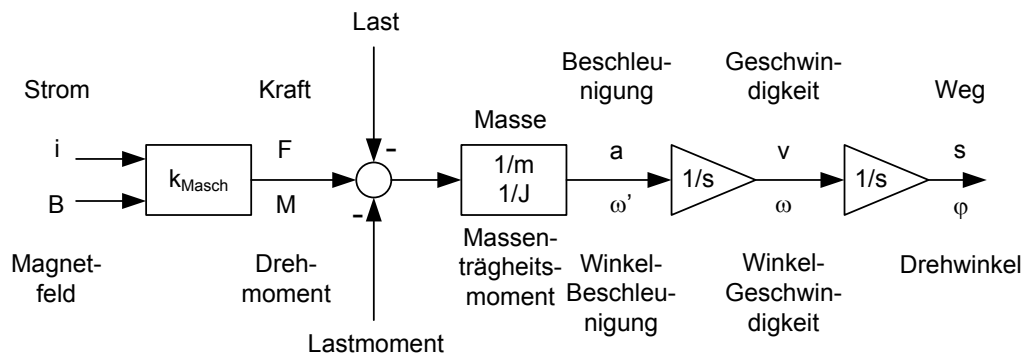 Last
Strom
Kraft
Beschleu-
nigung
Geschwin-
digkeit
Weg
Masse
i
B
kMasch
F
M
-
-
1/m
1/J
a
ω’
1/s
v
ω
1/s
s
φ
Magnet-
feld
Dreh-
moment
Massen-
trägheits-
moment
Winkel-
Beschleu-
nigung
Winkel-
Geschwin-
digkeit
Drehwinkel
Lastmoment